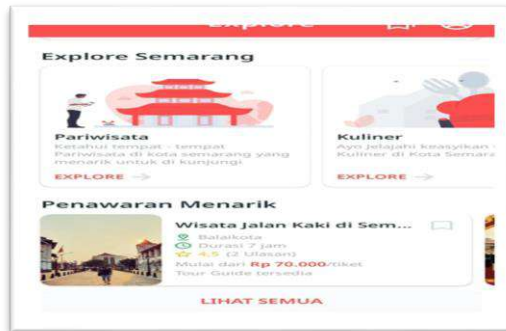 Explore
Explore Semarang
Pariwisata
Ketahui tempat - tempat
Pariwisata di kota semarang yang
menarik untuk di kunjungi
EXPLORE →
Kuliner
Ayo jelajahi keasyikan
Kuliner di Kota Semara
EXPLORE →
Penawaran Menarik
Wisata Jalan Kaki di Sem...
Balaikota
Durasi 7 jam
4,5 (2 Ulasan)
Mulai dari Rp 70.000/tiket
Tour Guide tersedia
LIHAT SEMUA